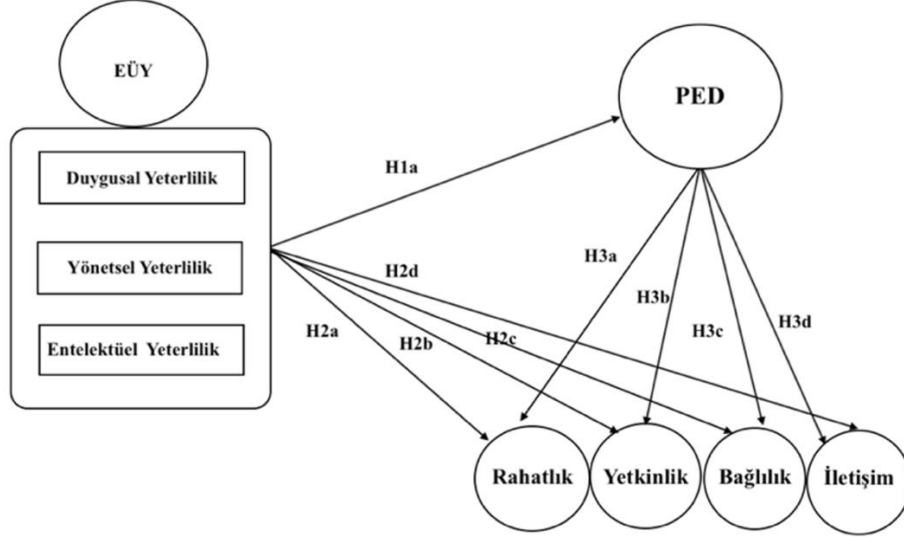 EÜY
PED
Duygusal Yeterlilik
H1a
Yönetsel Yeterlilik
H2d
H3a
H3b
H2a
H2b
H2c
H3c
H3d
Entelektüel Yeterlilik
Rahatlık
Yetkinlik
Bağlılık
İletişim